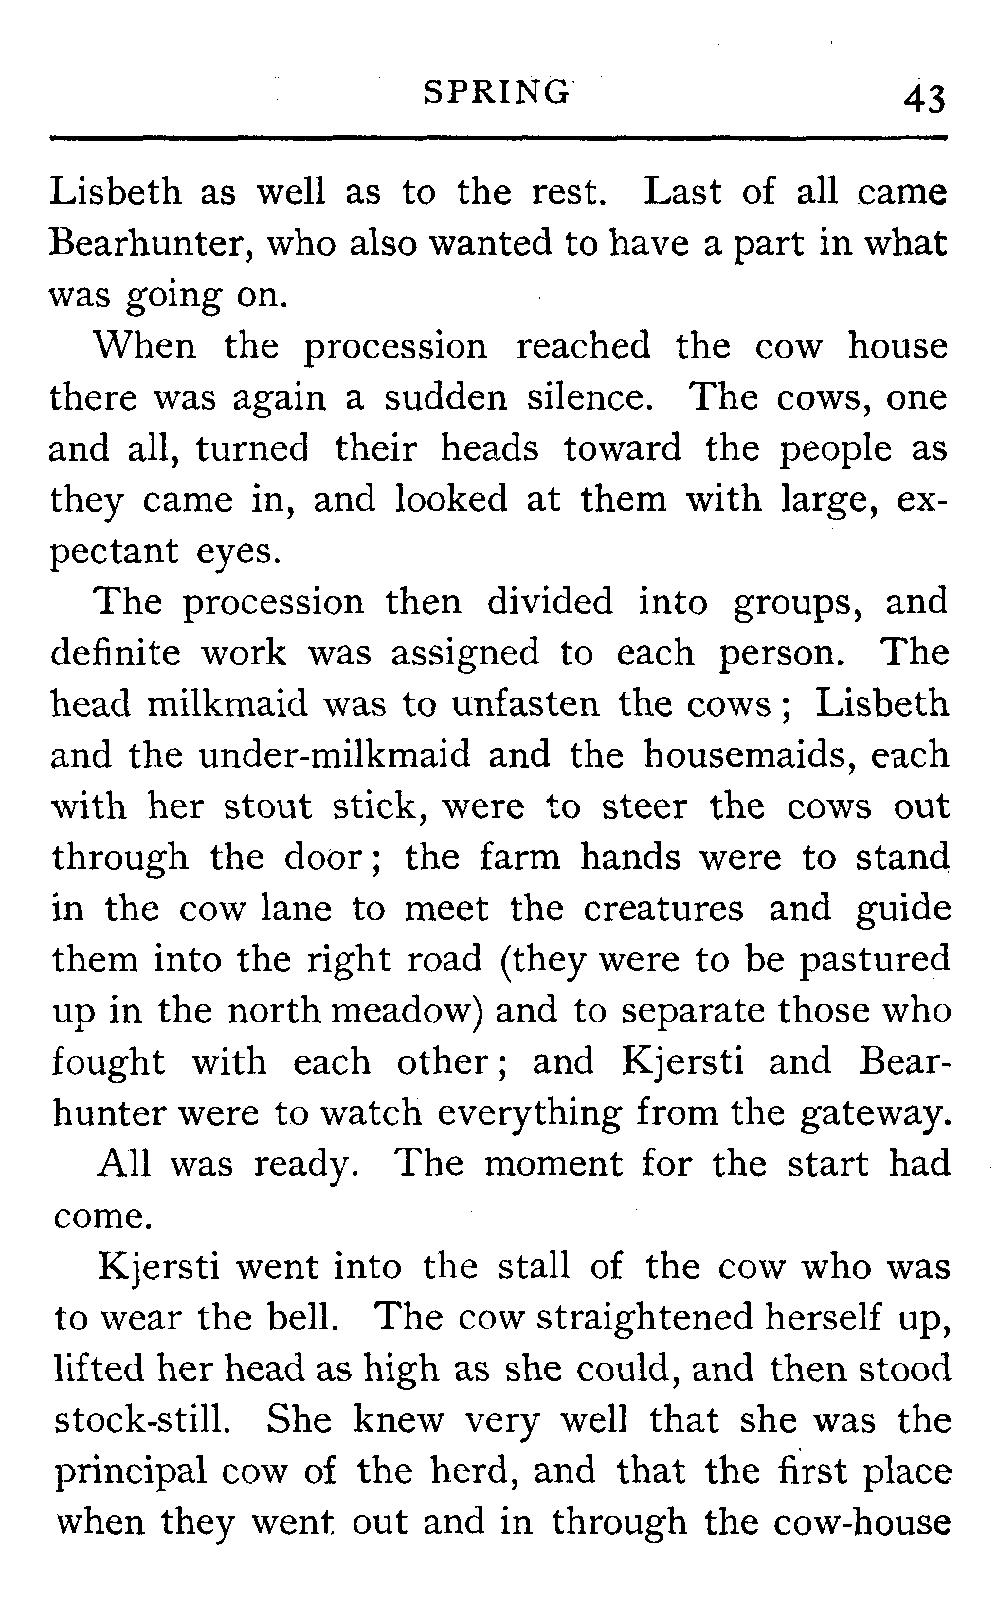 SPRING 43
Lisbeth as well as to the rest. Last of all came
Bearhunter, who also wanted to have a part in what
was going on.
When the procession reached the cow house
there was again a sudden silence. The cows, one
and all, turned their heads toward the people as
they came in, and looked at them with large, ex-
pectant eyes.
The procession then divided into groups, and
definite work was assigned to each person. The
head milkmaid was to unfasten the cows; Lisbeth
and the under-milkmaid and the housemaids, each
with her stout stick, were to steer the cows out
through the door; the farm hands were to stand
in the cow lane to meet the creatures and guide
them into the right road (they were to be pastured
up in the north meadow) and to separate those who
fought with each other; and Kjersti and Bear-
hunter were to watch everything from the gateway.
All was ready. The moment for the start had
come.
Kjersti went into the stall of the cow who was
to wear the bell. The cow straightened herself up,
lifted her head as high as she could, and then stood
stock-still. She knew very well that she was the
principal cow of the herd, and that the first place
when they went out and in through the cow-house